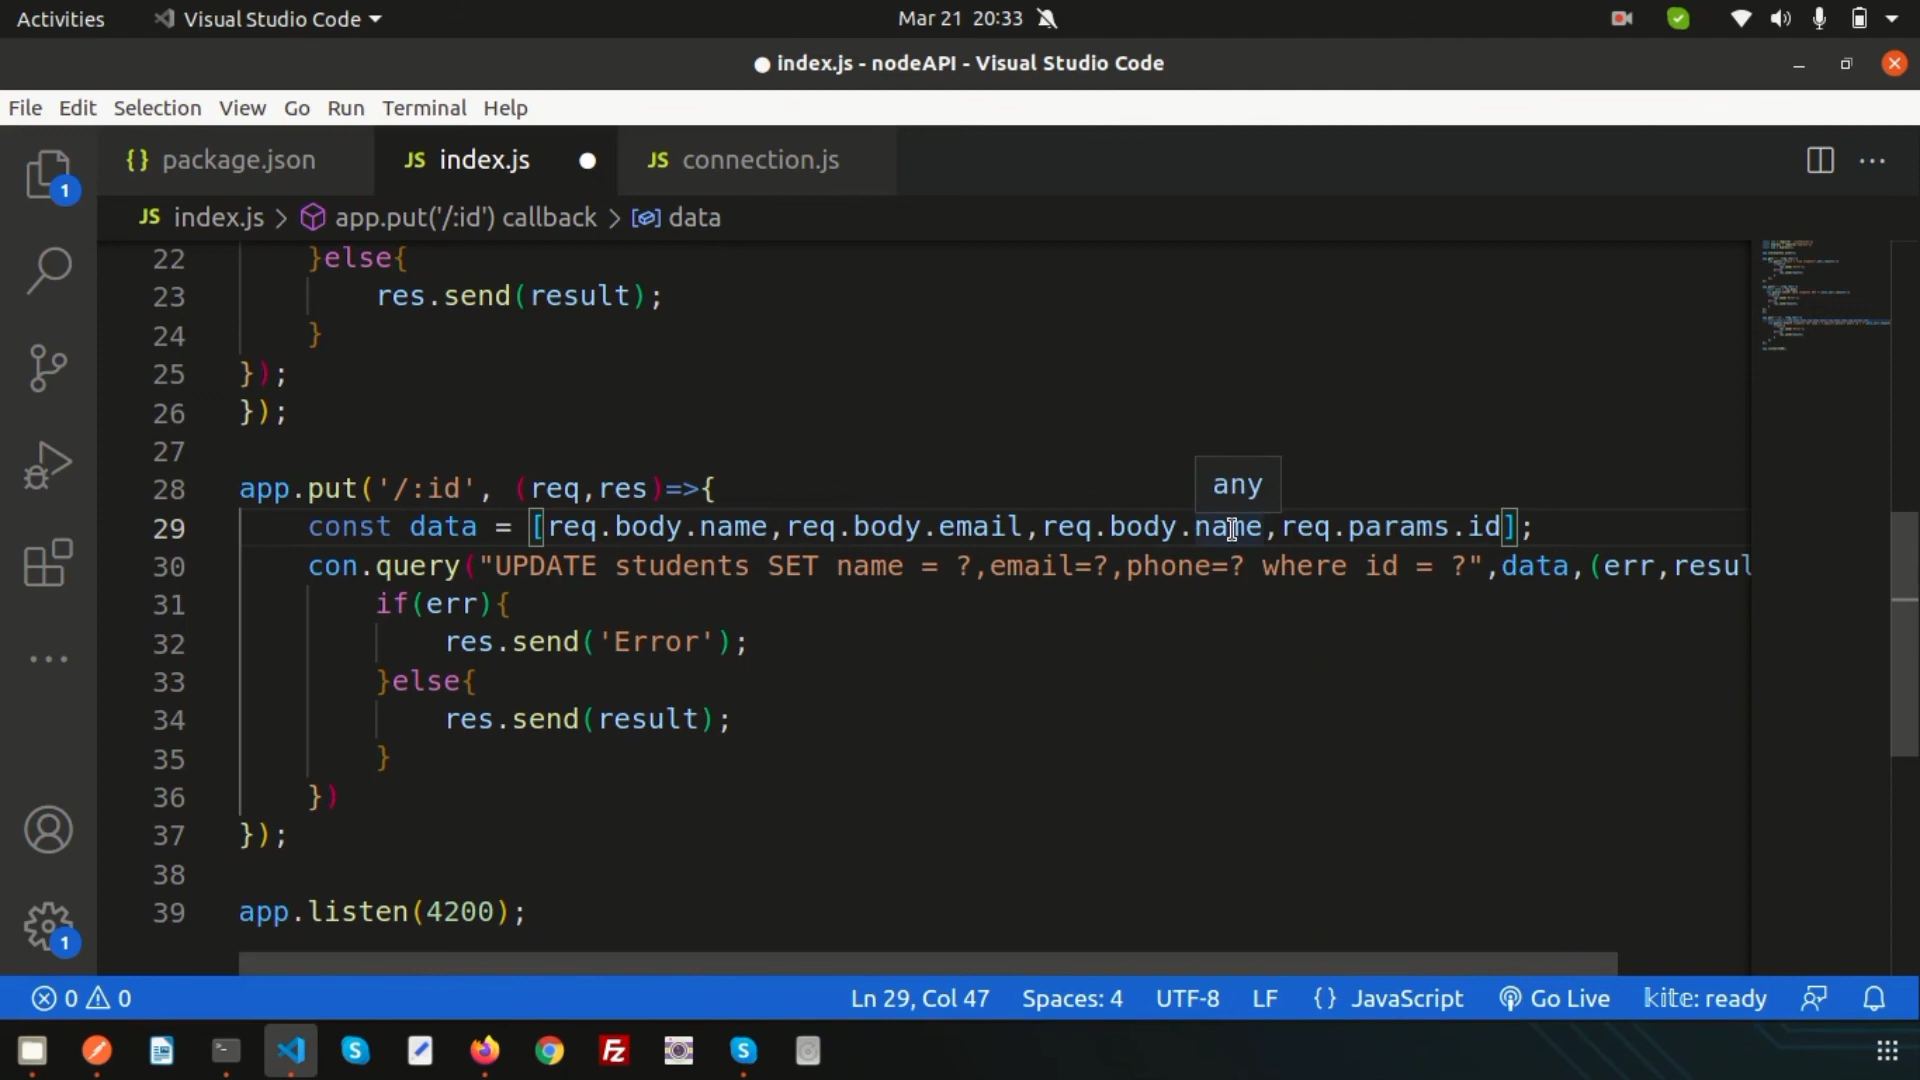 Activities
Visual Studio Code
Mar 21 20:33
index.js - nodeAPI - Visual Studio Code
File Edit Selection View Go Run Terminal Help
{} package.json
JS index.js
JS connection.js
JS index.js > app.put('/:id') callback > data
22 }else{
23 res.send(result);
24 }
25 });
26 });
27
28 app.put('/:id', (req,res)=>{
any
29 const data = [req.body.name,req.body.email,req.body.name,req.params.id];
30 con.query("UPDATE students SET name = ?,email=?,phone=? where id = ?",data,(err,resul
31 if(err){
32 res.send('Error');
33 }else{
34 res.send(result);
35 }
36 })
37 });
38
39 app.listen(4200);
1
1
0 0
Ln 29, Col 47
Spaces: 4
UTF-8
LF
{} JavaScript
Go Live
kite: ready